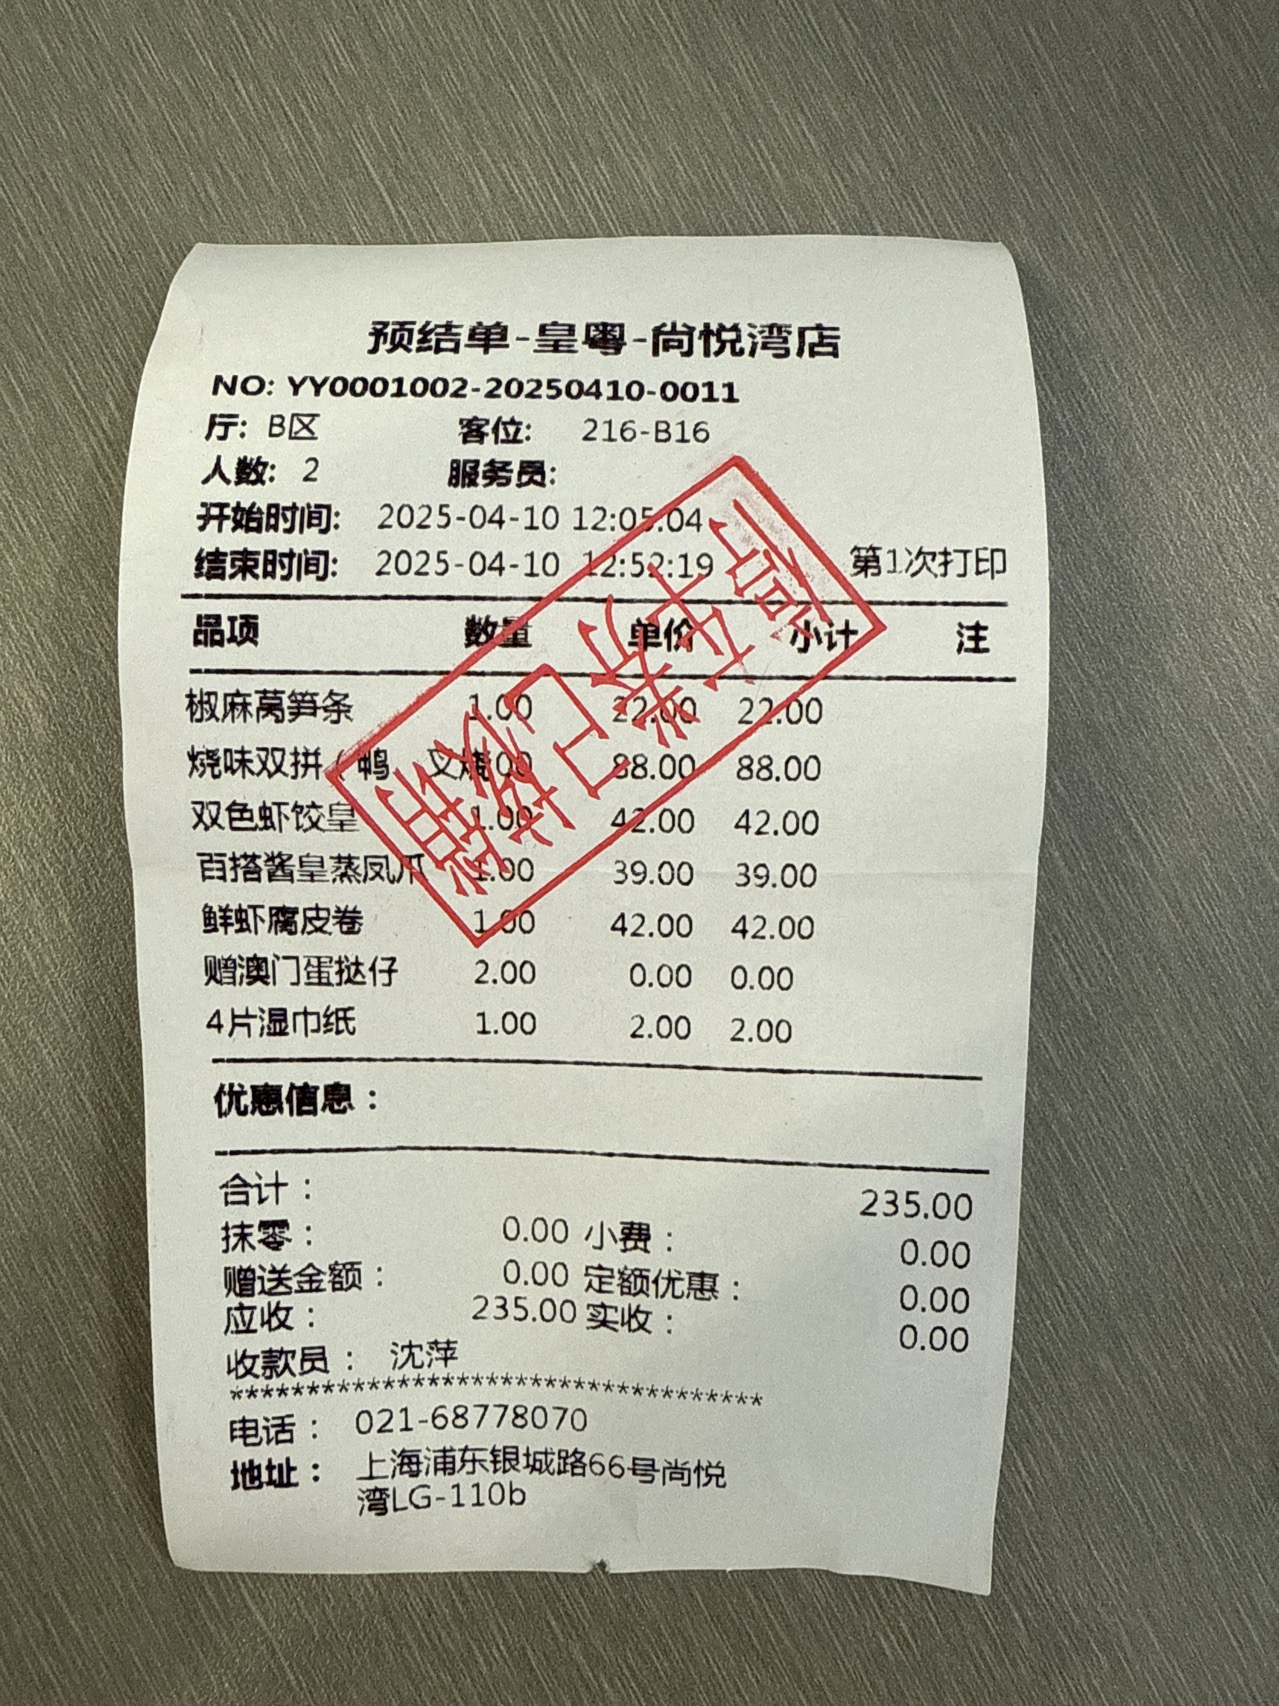 预结单-皇粤-尚悦湾店
NO: YY0001002-20250410-0011
厅: B区 客位: 216-B16
人数: 2 服务员:
开始时间: 2025-04-10 12:05:04
结束时间: 2025-04-10 12:52:19 第1次打印
品项 数量 单价 小计 注
椒麻莴笋条 1.00 22.00 22.00
烧味双拼（鸭、叉烧 00 88.00 88.00
双色虾饺皇 1.00 42.00 42.00
百搭酱皇蒸凤爪 1.00 39.00 39.00
鲜虾腐皮卷 1.00 42.00 42.00
赠澳门蛋挞仔 2.00 0.00 0.00
4片湿巾纸 1.00 2.00 2.00
优惠信息：
合计： 235.00
抹零： 0.00 小费： 0.00
赠送金额： 0.00 定额优惠： 0.00
应收： 235.00 实收： 0.00
收款员： 沈萍
***********************************
电话： 021-68778070
地址： 上海浦东银城路66号尚悦
湾LG-110b